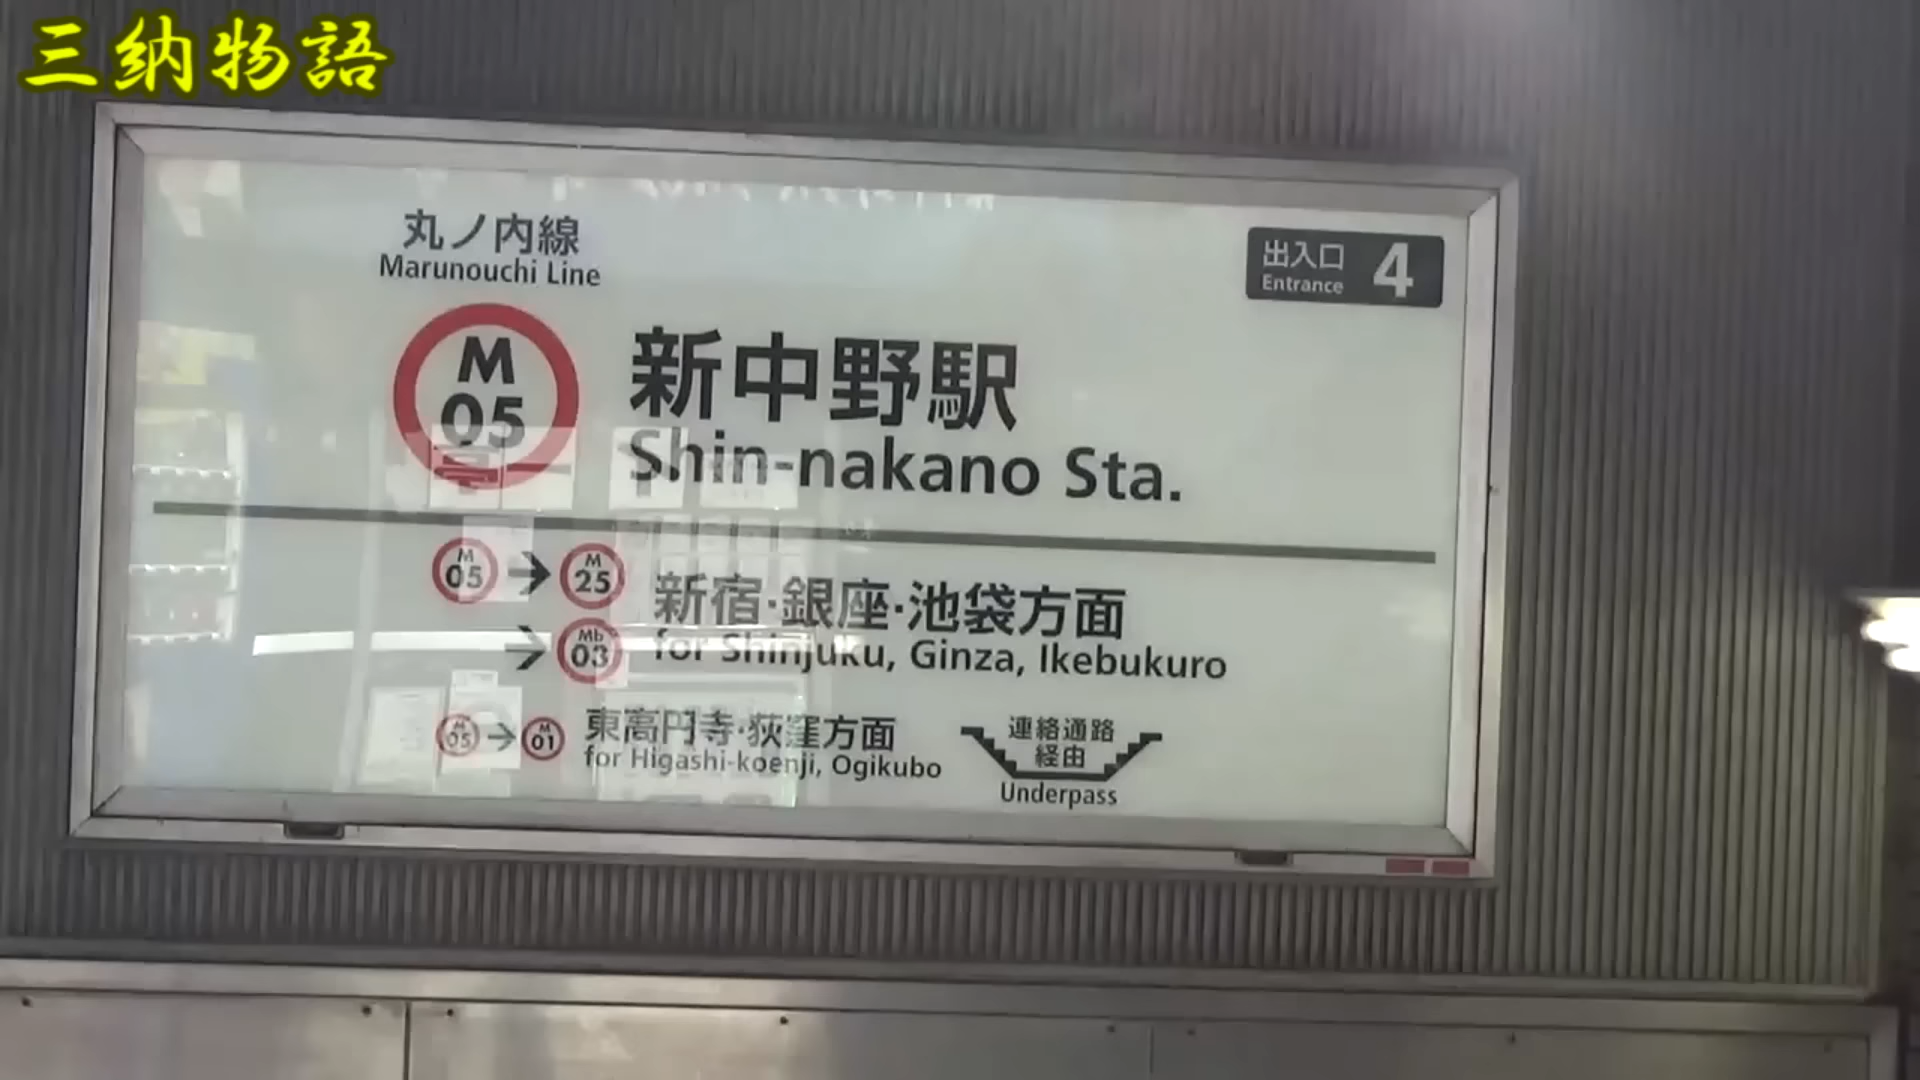 三納物語
丸ノ内線
Marunouchi Line
出入口
Entrance
4
M
05
新中野駅
Shin-nakano Sta.
M
05
→
M
25
新宿・銀座・池袋方面
→
Mb
03
for Shinjuku, Ginza, Ikebukuro
M
05
→
M
01
東高円寺・荻窪方面
for Higashi-koenji, Ogikubo
連絡通路
経由
Underpass